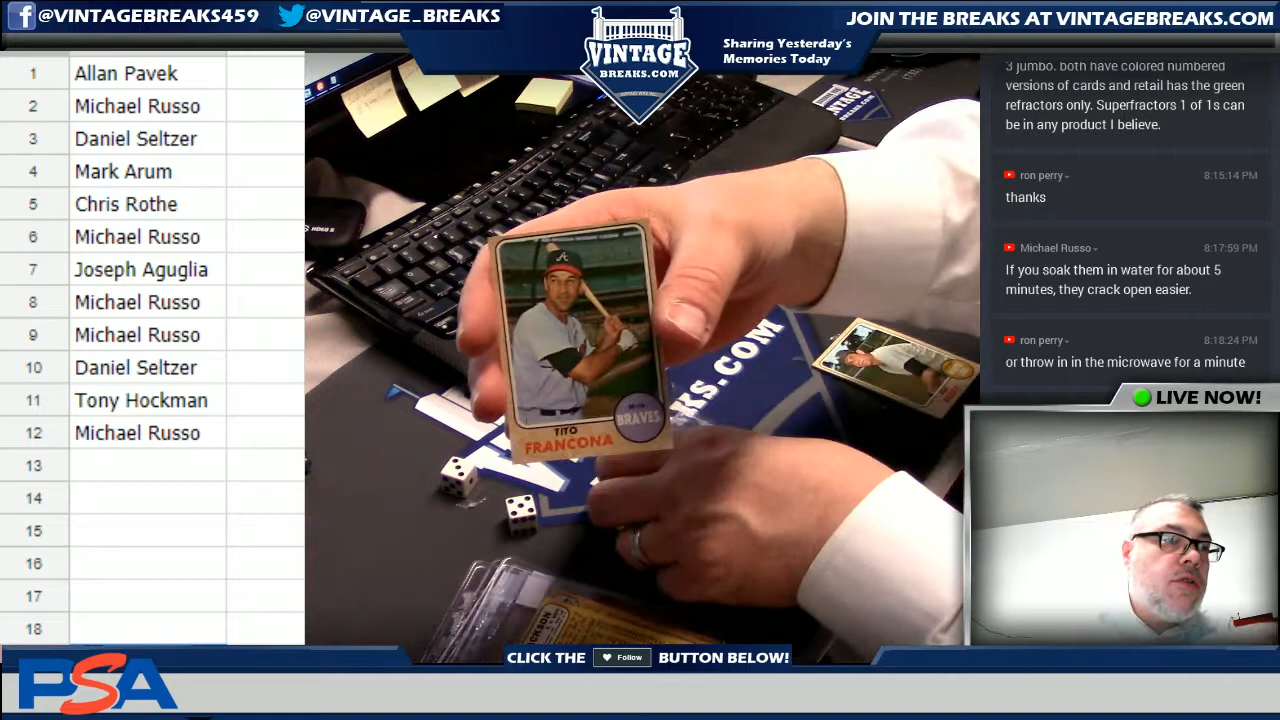 @VINTAGEBREAKS459
@VINTAGE_BREAKS
VINTAGE
BREAKS.COM
Sharing Yesterday's
Memories Today
JOIN THE BREAKS AT VINTAGEBREAKS.COM
1 Allan Pavek
2 Michael Russo
3 Daniel Seltzer
4 Mark Arum
5 Chris Rothe
6 Michael Russo
7 Joseph Aguglia
8 Michael Russo
9 Michael Russo
10 Daniel Seltzer
11 Tony Hockman
12 Michael Russo
13
14
15
16
17
18
A
BRAVES
TITO
FRANCONA
KS.COM
3 jumbo. both have colored numbered
versions of cards and retail has the green
refractors only. Superfractors 1 of 1s can
be in any product I believe.
ron perry 8:15:14 PM
thanks
Michael Russo 8:17:59 PM
If you soak them in water for about 5
minutes, they crack open easier.
ron perry 8:18:24 PM
or throw in in the microwave for a minute
LIVE NOW!
CLICK THE Follow BUTTON BELOW!
PSA